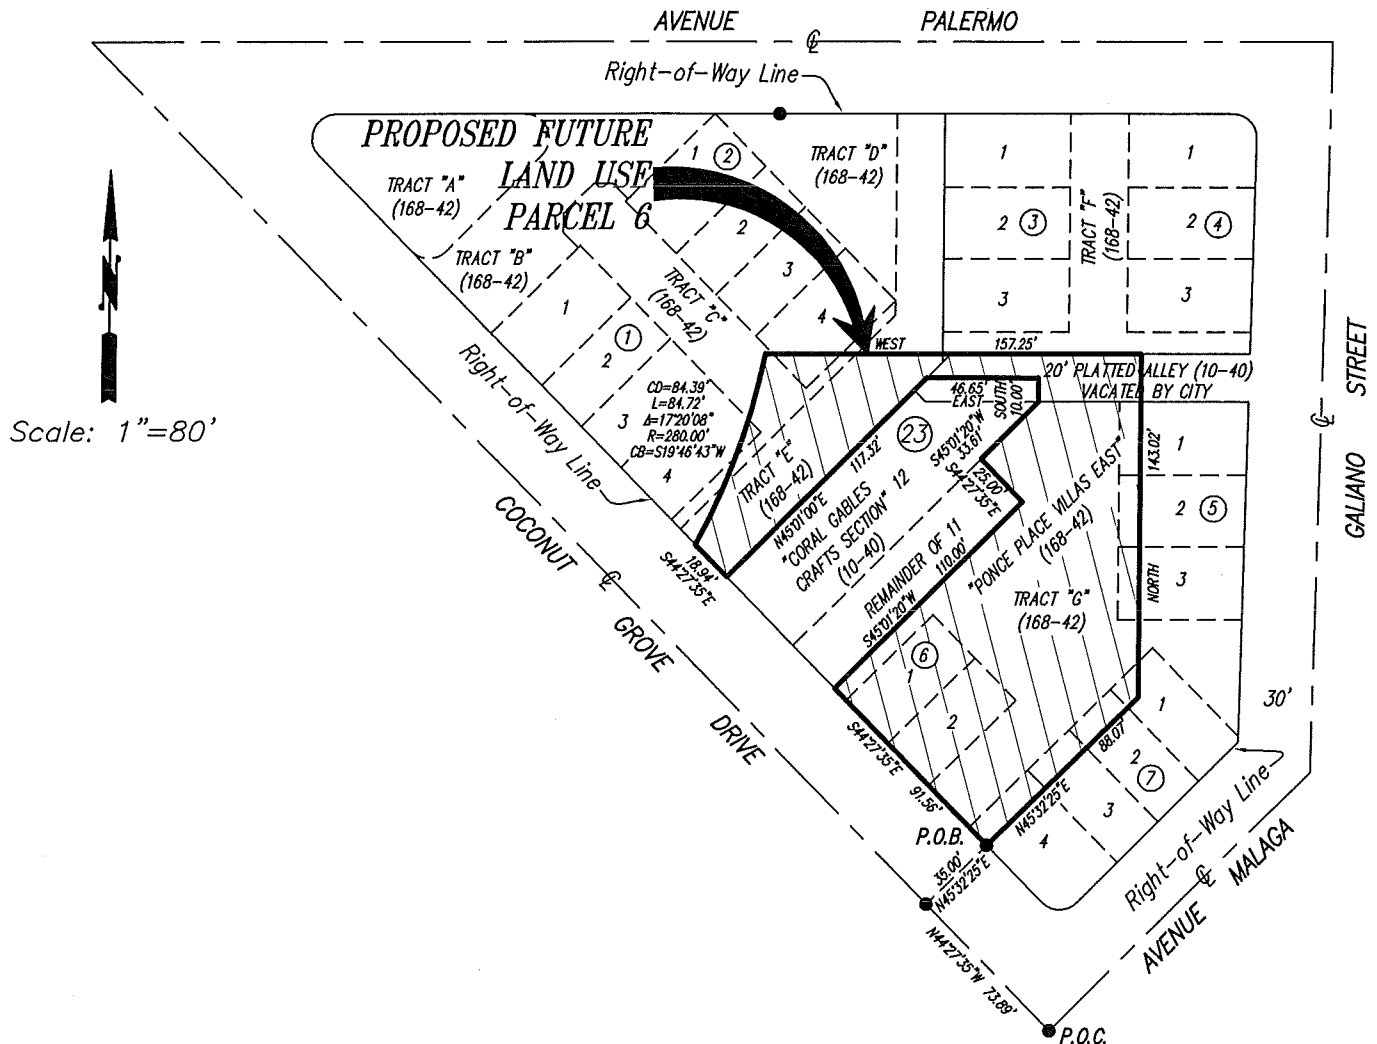 AVENUE PALERMO
Right-of-Way Line
PROPOSED FUTURE
LAND USE
PARCEL 6
TRACT "A"
(168-42)
TRACT "B"
(168-42)
TRACT "C"
(168-42)
TRACT "D"
(168-42)
1
2
2
3
4
1
2 3
3
TRACT "F"
(168-42)
1
2 4
3
N
Scale: 1"=80'
1
1
2
3
4
CD=84.39'
L=84.72'
Δ=17°20'08"
R=280.00'
CB=S19°46'43"W
Right-of-Way Line
WEST 157.25'
20' PLATTED ALLEY (10-40)
VACATED BY CITY
46.65'
EAST
SOUTH
10.00'
23
S45°01'20"W
33.61'
25.00'
S44°27'35"E
TRACT "E"
(168-42)
117.32'
N45°01'00"E
"CORAL GABLES
CRAFTS SECTION" 12
(10-40)
REMAINDER OF 11
110.00'
S45°01'20"W
"PONCE PLACE VILLAS EAST"
(168-42)
TRACT "G"
(168-42)
143.02'
NORTH
1
2 5
3
GALIANO STREET
℄
18.94'
S44°27'35"E
COCONUT ℄ GROVE DRIVE
6
1
2
S44°27'35"E
91.56'
88.07'
N45°32'25"E
1
2
7
3
4
30'
Right-of-Way Line
℄
AVENUE MALAGA
P.O.B.
35.00'
N45°32'25"E
N44°27'35"W 73.89'
P.O.C.